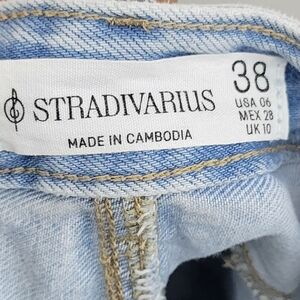 STRADIVARIUS
MADE IN CAMBODIA
38
USA 06
MEX 28
UK 10